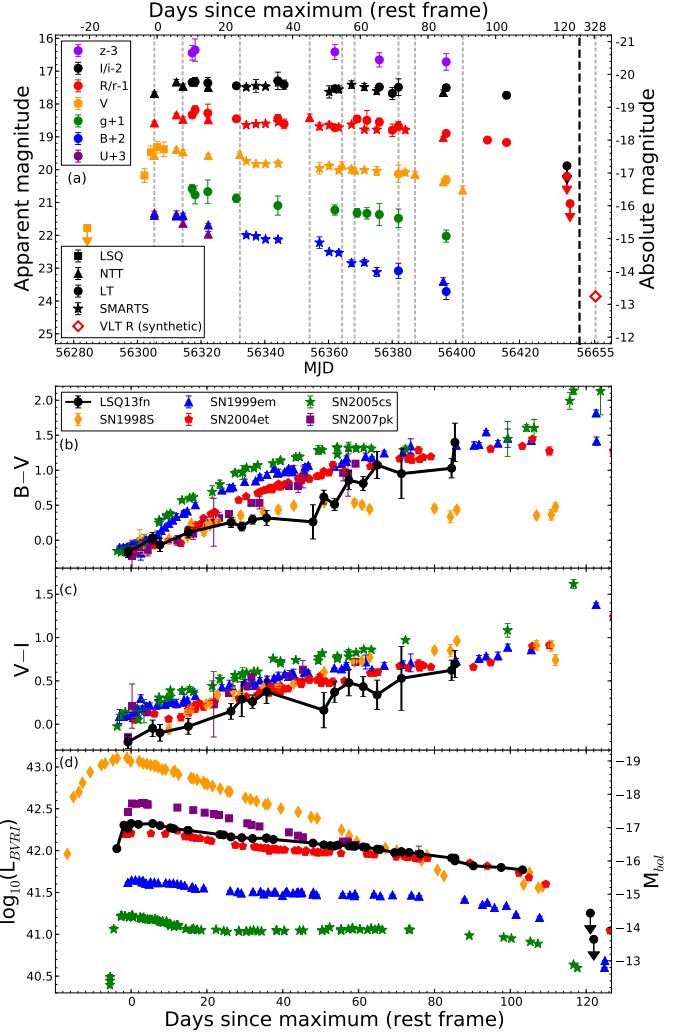 Days since maximum (rest frame)
-20 0 20 40 60 80 100 120 328
16 17 18 19 20 21 22 23 24 25
Apparent magnitude
z-3
I/i-2
R/r-1
V
g+1
B+2
U+3
(a)
LSQ
NTT
LT
SMARTS
VLT R (synthetic)
−21 −20 −19 −18 −17 −16 −15 −14 −13 −12
Absolute magnitude
56280 56300 56320 56340 56360 56380 56400 56420 56655
MJD
2.0 1.5 1.0 0.5 0.0
B−V
LSQ13fn
SN1998S
SN1999em
SN2004et
SN2005cs
SN2007pk
(b)
1.5 1.0 0.5 0.0
V−I
(c)
43.0 42.5 42.0 41.5 41.0 40.5
log10(LBVRI)
(d)
−19 −18 −17 −16 −15 −14 −13
Mbol
0 20 40 60 80 100 120
Days since maximum (rest frame)